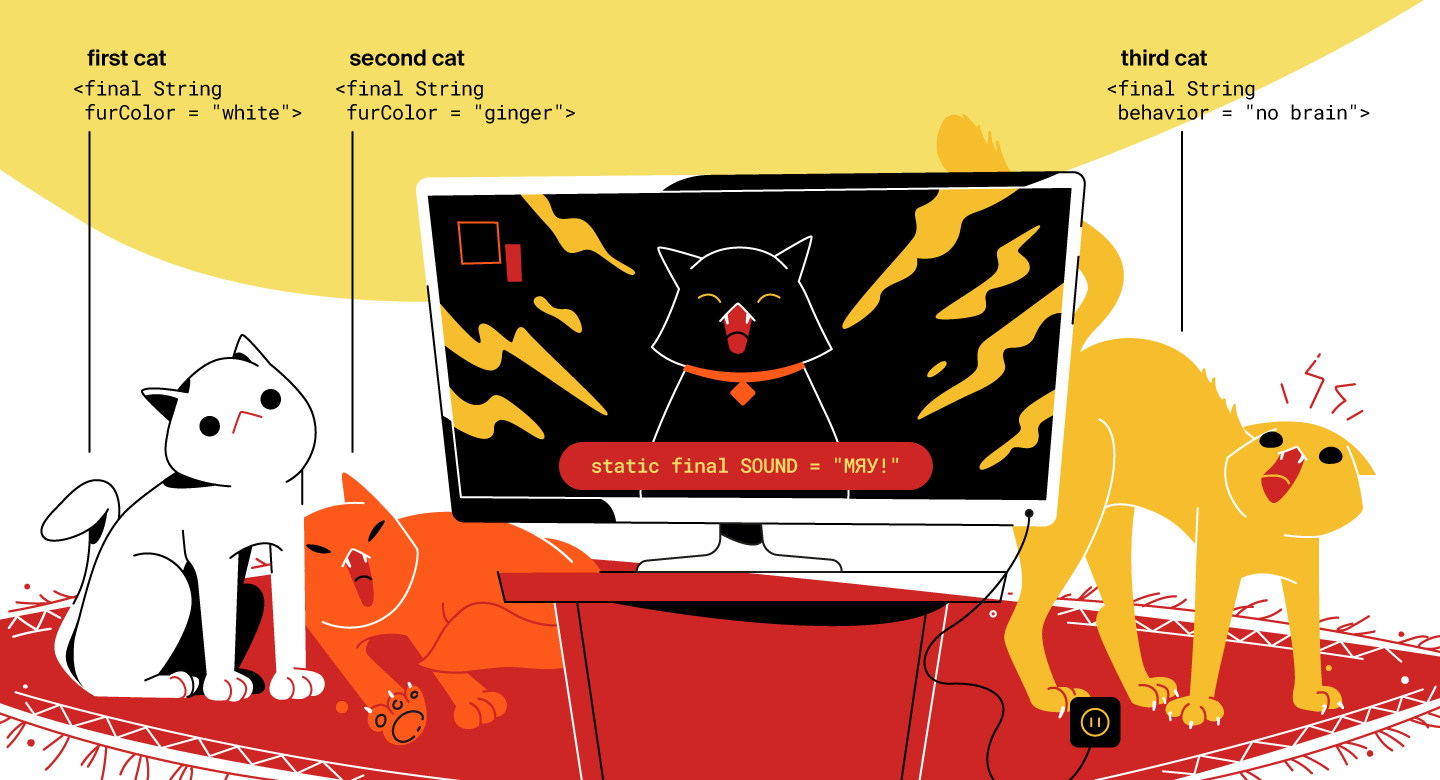 first cat
<final String
furColor = "white">
second cat
<final String
furColor = "ginger">
third cat
<final String
behavior = "no brain">
static final SOUND = "МЯУ!"